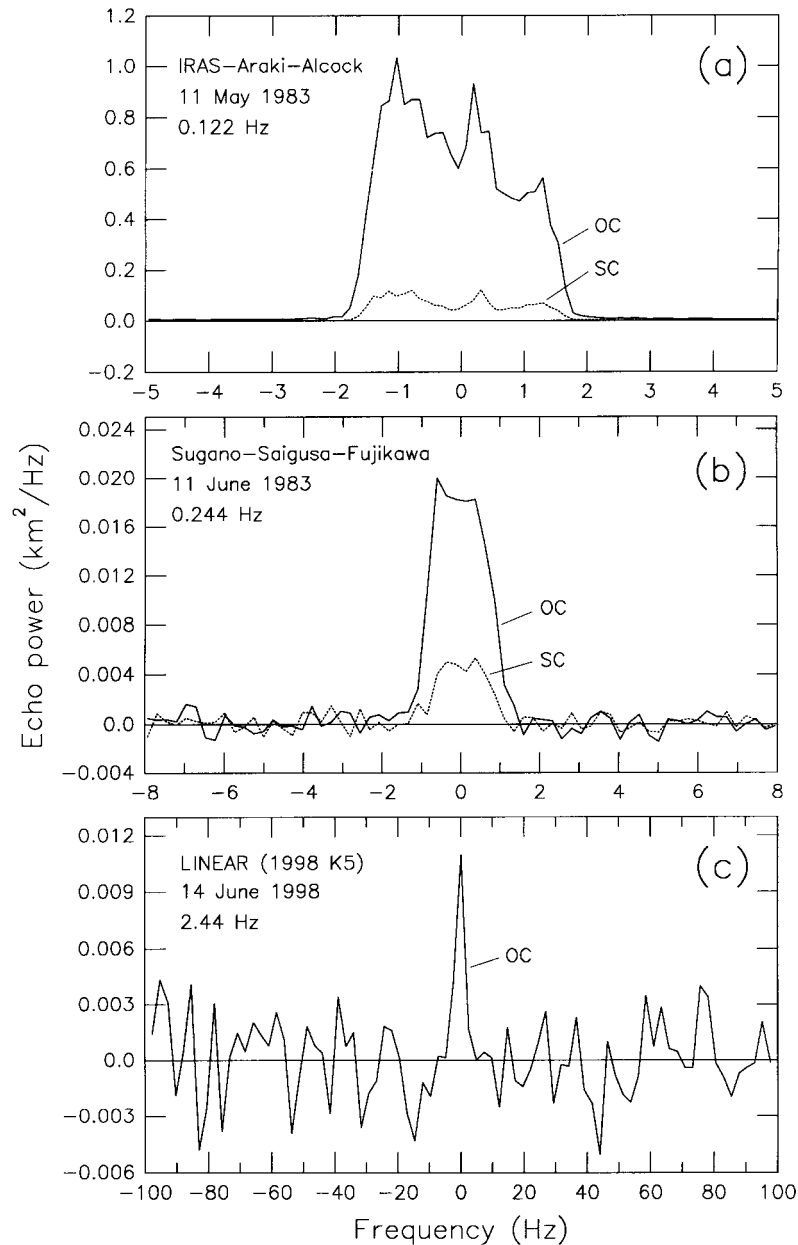 1.2
1.0
0.8
0.6
0.4
0.2
0.0
−0.2
IRAS−Araki−Alcock
11 May 1983
0.122 Hz
(a)
OC
SC
−5 −4 −3 −2 −1 0 1 2 3 4 5
0.024
0.020
0.016
0.012
0.008
0.004
0.0
−0.004
Sugano−Saigusa−Fujikawa
11 June 1983
0.244 Hz
(b)
OC
SC
−8 −6 −4 −2 0 2 4 6 8
Echo power (km²/Hz)
0.012
0.009
0.006
0.003
0.0
−0.003
−0.006
LINEAR (1998 K5)
14 June 1998
2.44 Hz
(c)
OC
−100 −80 −60 −40 −20 0 20 40 60 80 100
Frequency (Hz)